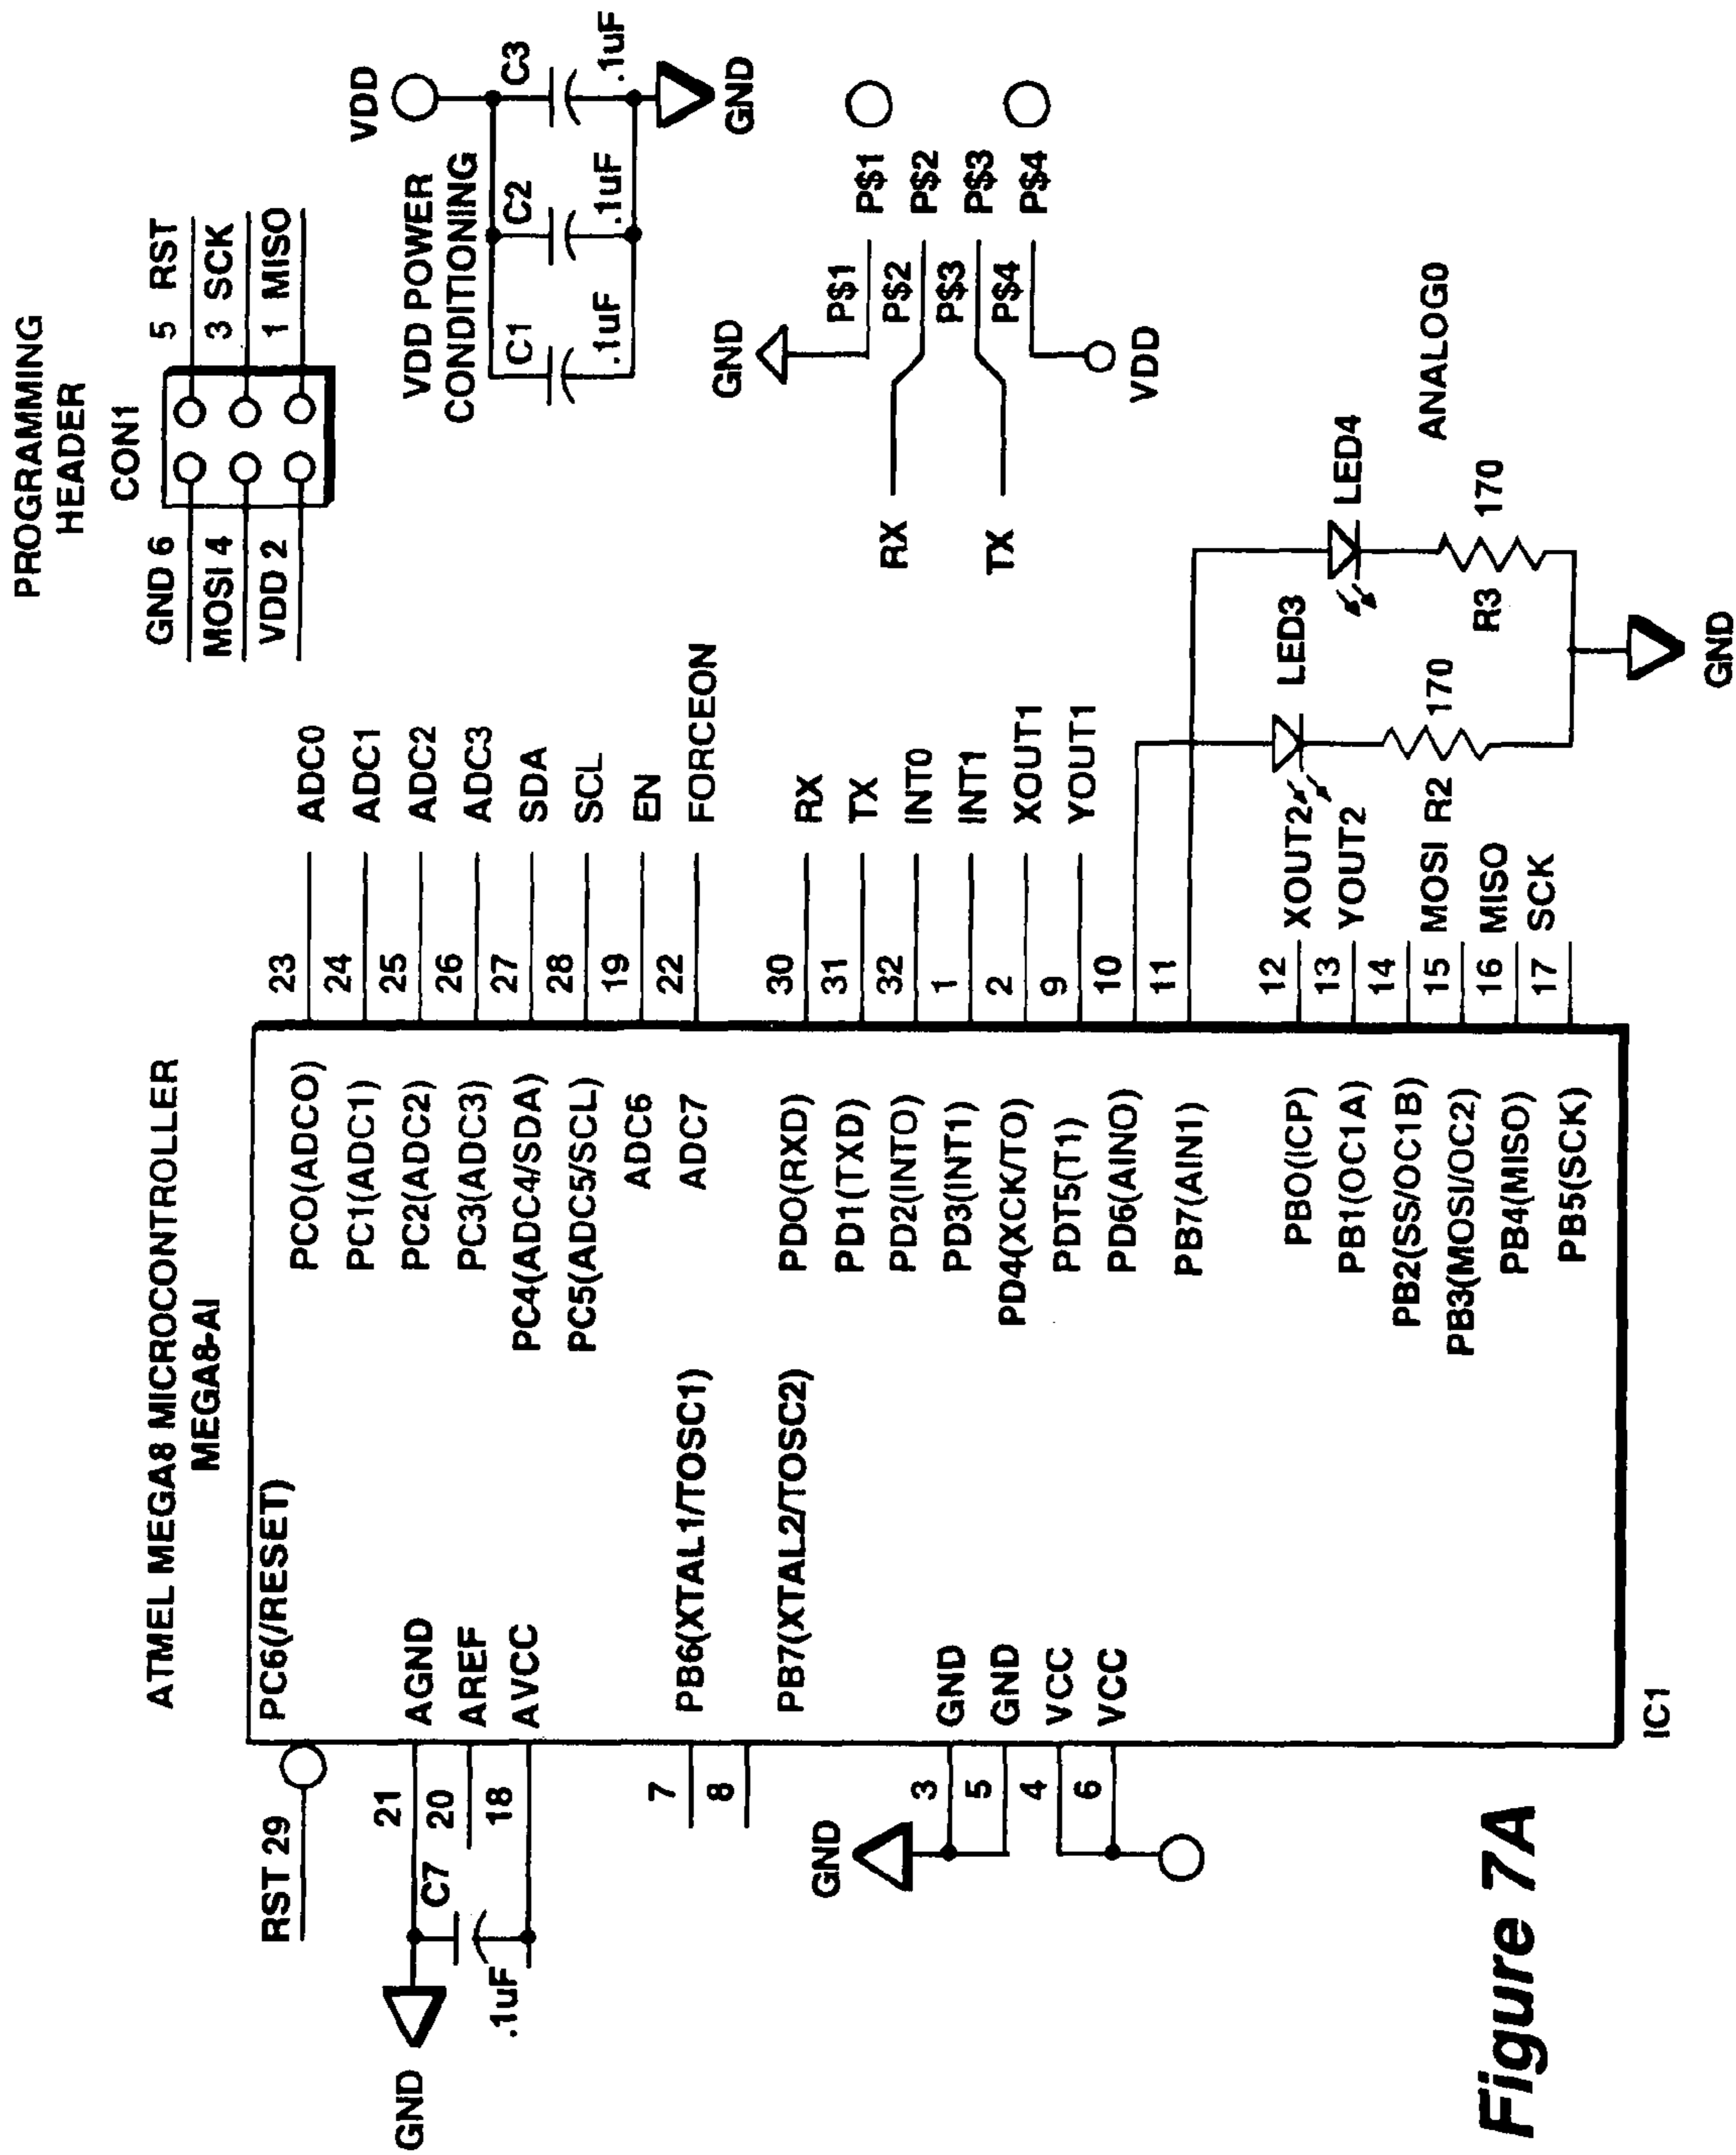 PROGRAMMING
HEADER
CON1
GND 6
MOSI 4
VDD 2
5 RST
3 SCK
1 MISO
VDD
VDD POWER
CONDITIONING
C1
C2
C3
.1uF
.1uF
.1uF
GND
GND
P$1
P$2
P$3
P$4
P$1
P$2
P$3
P$4
RX
TX
VDD
ATMEL MEGA8 MICROCONTROLLER
MEGA8-AI
RST 29
PC6(/RESET)
21
AGND
20
AREF
18
AVCC
C7
.1uF
GND
7
PB6(XTAL1/TOSC1)
8
PB7(XTAL2/TOSC2)
GND
3
GND
5
GND
4
VCC
6
VCC
PCO(ADCO)
23
ADC0
PC1(ADC1)
24
ADC1
PC2(ADC2)
25
ADC2
PC3(ADC3)
26
ADC3
PC4(ADC4/SDA)
27
SDA
PC5(ADC5/SCL)
28
SCL
ADC6
19
EN
ADC7
22
FORCEON
PDO(RXD)
30
RX
PD1(TXD)
31
TX
PD2(INTO)
32
INT0
PD3(INT1)
1
INT1
PD4(XCK/TO)
2
XOUT1
PDT5(T1)
9
YOUT1
PD6(AINO)
10
PB7(AIN1)
11
PBO(ICP)
12
XOUT2
PB1(OC1A)
13
YOUT2
PB2(SS/OC1B)
14
PB3(MOSI/OC2)
15
MOSI
PB4(MISO)
16
MISO
PB5(SCK)
17
SCK
LED3
LED4
ANALOG0
R2
170
R3
170
GND
IC1
Figure 7A